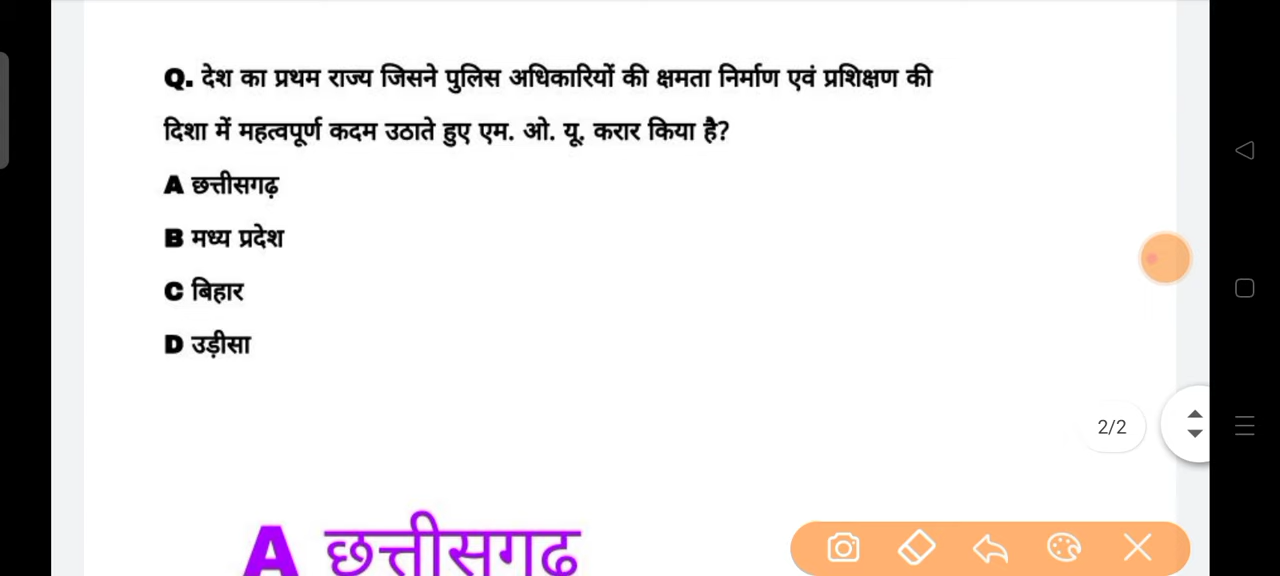 Q. देश का प्रथम राज्य जिसने पुलिस अधिकारियों की क्षमता निर्माण एवं प्रशिक्षण की
दिशा में महत्वपूर्ण कदम उठाते हुए एम. ओ. यू. करार किया है?
A छत्तीसगढ़
B मध्य प्रदेश
C बिहार
D उड़ीसा
2/2
A छत्तीसगढ़